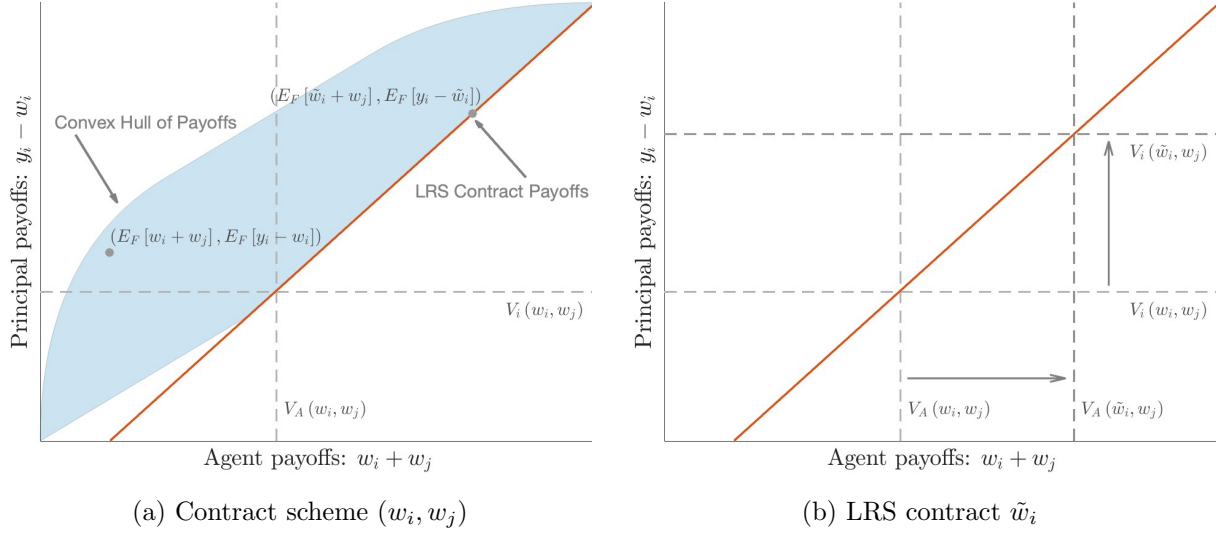 Principal payoffs: y_i − w_i
(E_F [w̃_i + w_j] , E_F [y_i − w̃_i])
Convex Hull of Payoffs
LRS Contract Payoffs
(E_F [w_i + w_j] , E_F [y_i − w_i])
V_i (w_i, w_j)
V_A (w_i, w_j)
Agent payoffs: w_i + w_j
(a) Contract scheme (w_i, w_j)
Principal payoffs: y_i − w_i
V_i (w̃_i, w_j)
V_i (w_i, w_j)
V_A (w_i, w_j)
V_A (w̃_i, w_j)
Agent payoffs: w_i + w_j
(b) LRS contract w̃_i